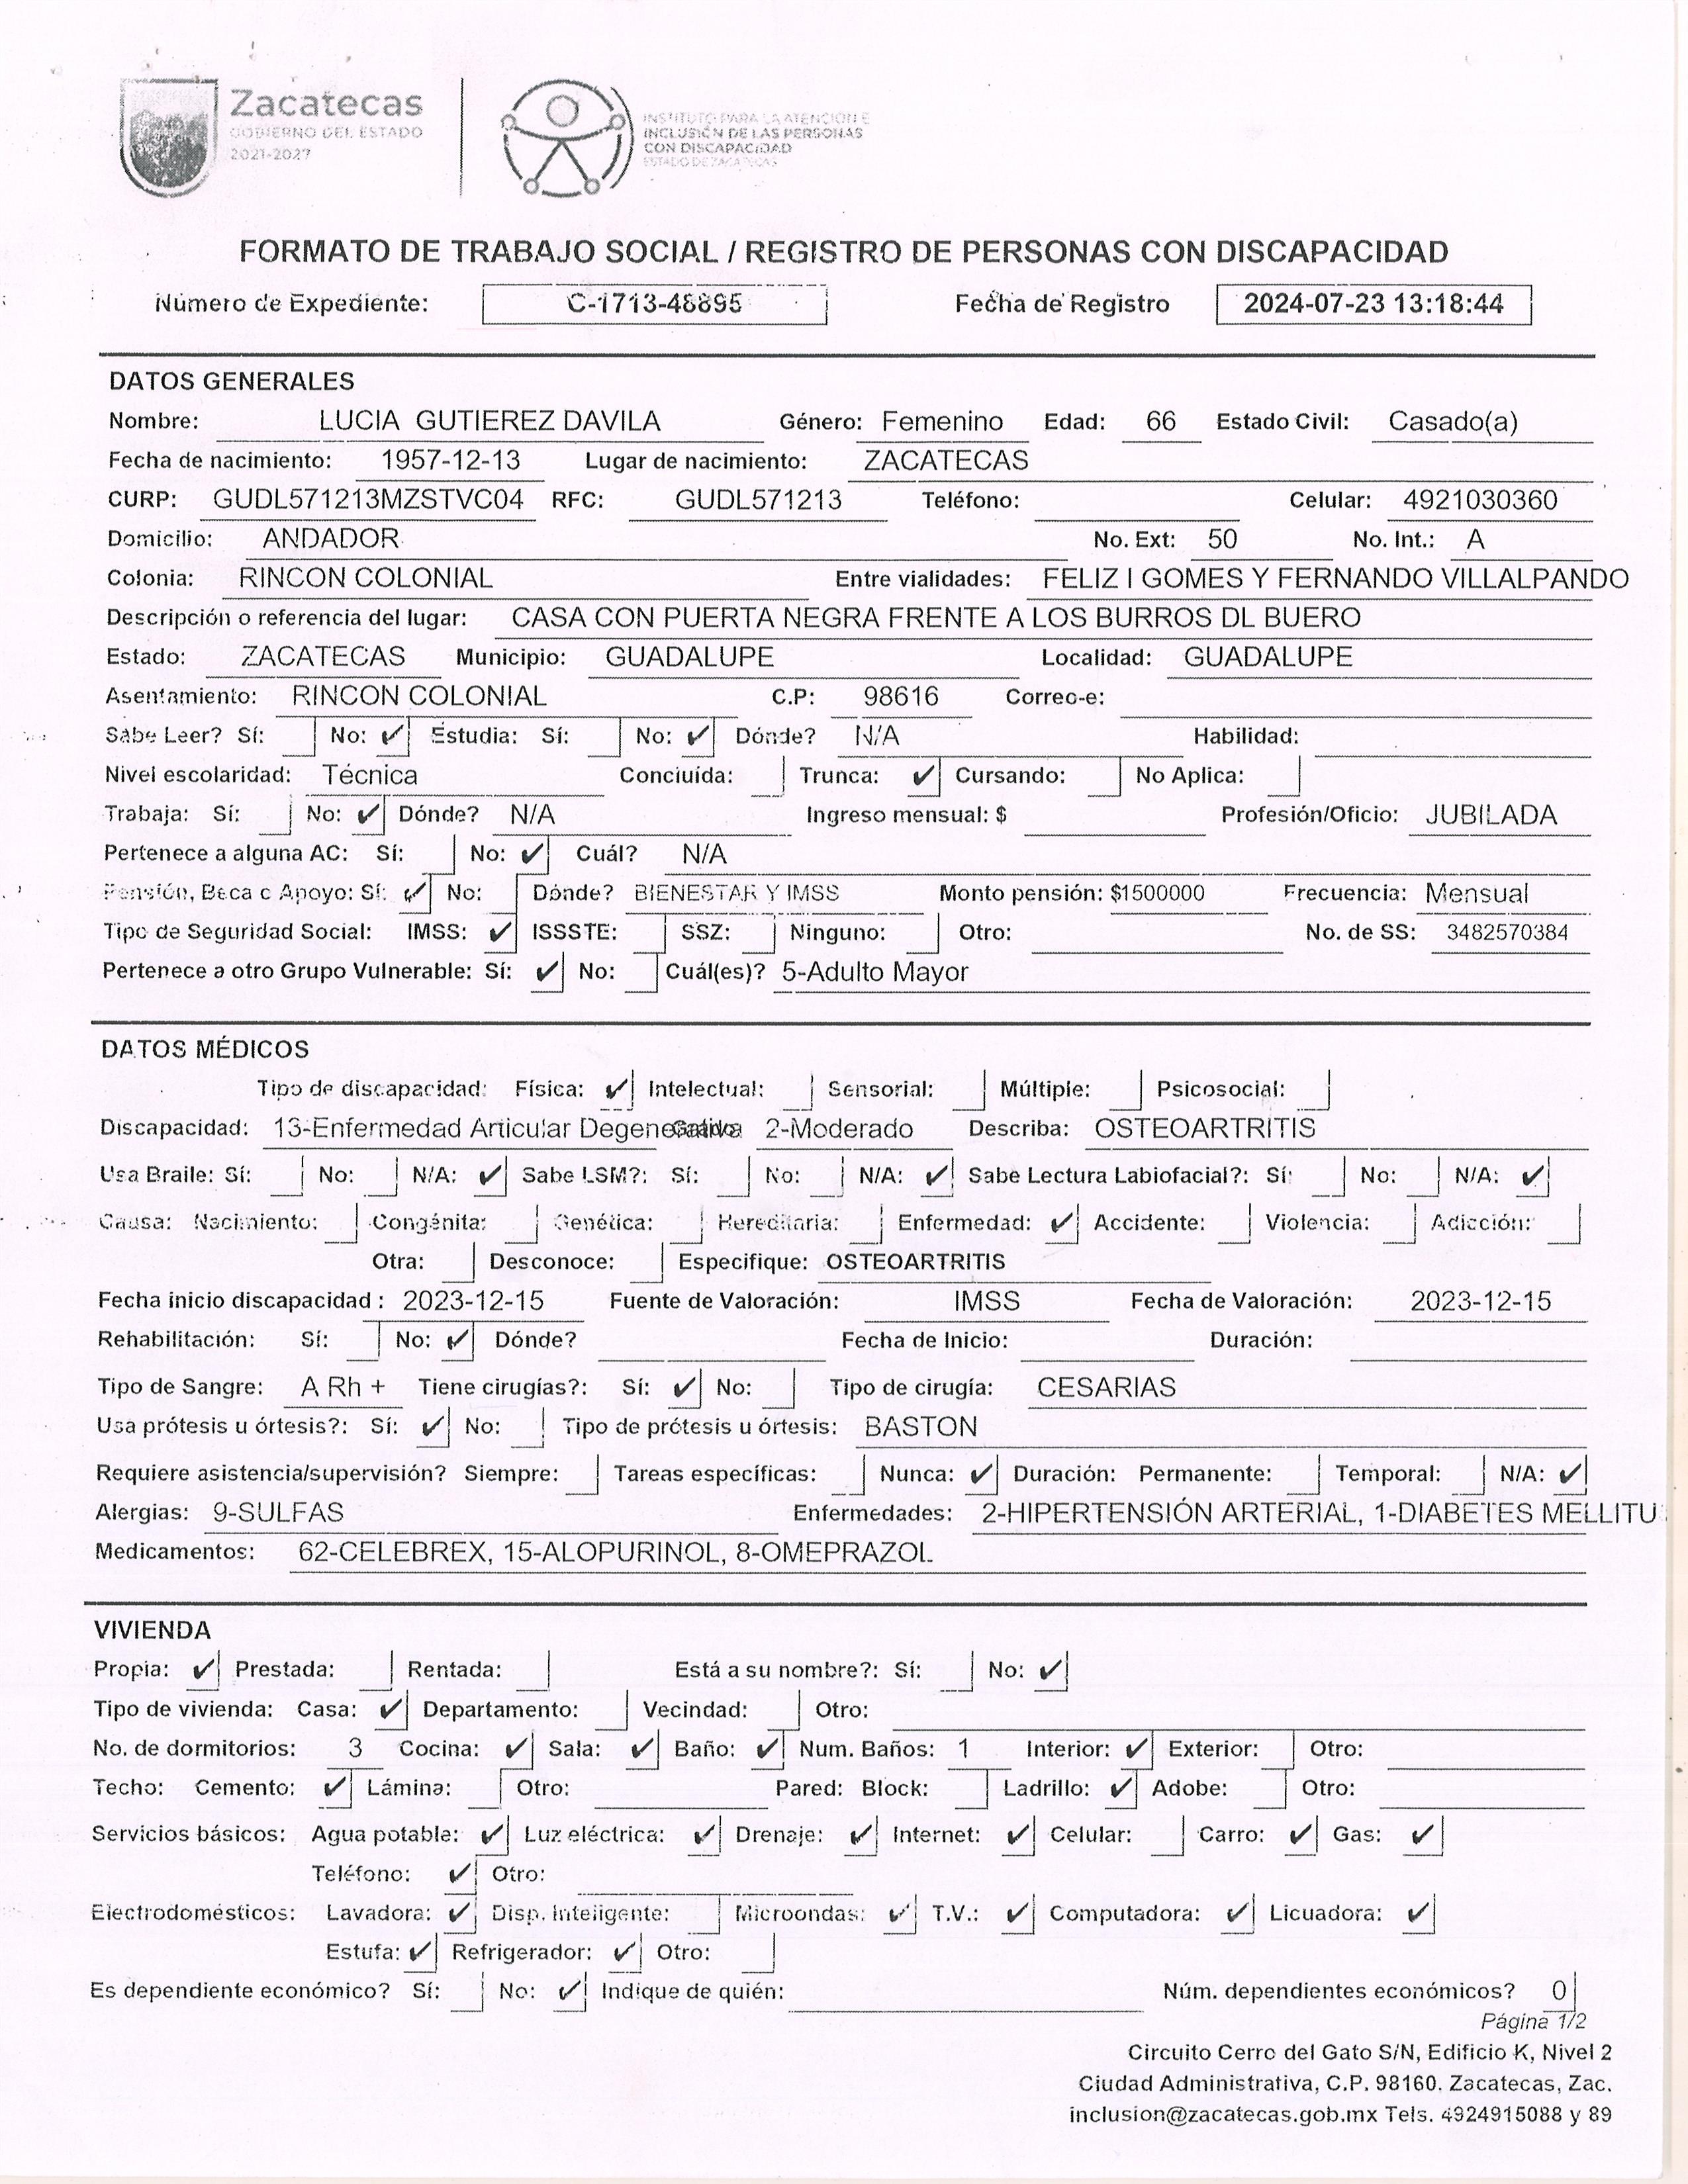 Zacatecas
GOBIERNO DEL ESTADO
2021-2027
INSTITUTO PARA LA ATENCIÓN E
INCLUSIÓN DE LAS PERSONAS
CON DISCAPACIDAD
ESTADO DE ZACATECAS
FORMATO DE TRABAJO SOCIAL / REGISTRO DE PERSONAS CON DISCAPACIDAD
Número de Expediente: C-1713-48895 Fecha de Registro 2024-07-23 13:18:44
DATOS GENERALES
Nombre: LUCIA GUTIEREZ DAVILA Género: Femenino Edad: 66 Estado Civil: Casado(a)
Fecha de nacimiento: 1957-12-13 Lugar de nacimiento: ZACATECAS
CURP: GUDL571213MZSTVC04 RFC: GUDL571213 Teléfono: Celular: 4921030360
Domicilio: ANDADOR No. Ext: 50 No. Int.: A
Colonia: RINCON COLONIAL Entre vialidades: FELIZ I GOMES Y FERNANDO VILLALPANDO
Descripción o referencia del lugar: CASA CON PUERTA NEGRA FRENTE A LOS BURROS DL BUERO
Estado: ZACATECAS Municipio: GUADALUPE Localidad: GUADALUPE
Asentamiento: RINCON COLONIAL C.P: 98616 Correo-e:
Sabe Leer? Sí: No: ✓ Estudia: Sí: No: ✓ Dónde? N/A Habilidad:
Nivel escolaridad: Técnica Concluída: Trunca: ✓ Cursando: No Aplica:
Trabaja: Sí: No: ✓ Dónde? N/A Ingreso mensual: $ Profesión/Oficio: JUBILADA
Pertenece a alguna AC: Sí: No: ✓ Cuál? N/A
Pensión, Beca o Apoyo: Sí: ✓ No: Dónde? BIENESTAR Y IMSS Monto pensión: $1500000 Frecuencia: Mensual
Tipo de Seguridad Social: IMSS: ✓ ISSSTE: SSZ: Ninguno: Otro: No. de SS: 3482570384
Pertenece a otro Grupo Vulnerable: Sí: ✓ No: Cuál(es)? 5-Adulto Mayor
DATOS MÉDICOS
Tipo de discapacidad: Física: ✓ Intelectual: Sensorial: Múltiple: Psicosocial:
Discapacidad: 13-Enfermedad Articular Degenerativa Grado: 2-Moderado Describa: OSTEOARTRITIS
Usa Braile: Sí: No: N/A: ✓ Sabe LSM?: Sí: No: N/A: ✓ Sabe Lectura Labiofacial?: Sí: No: N/A: ✓
Causa: Nacimiento: Congénita: Genética: Hereditaria: Enfermedad: ✓ Accidente: Violencia: Adicción:
Otra: Desconoce: Especifique: OSTEOARTRITIS
Fecha inicio discapacidad : 2023-12-15 Fuente de Valoración: IMSS Fecha de Valoración: 2023-12-15
Rehabilitación: Sí: No: ✓ Dónde? Fecha de Inicio: Duración:
Tipo de Sangre: A Rh + Tiene cirugías?: Sí: ✓ No: Tipo de cirugía: CESARIAS
Usa prótesis u órtesis?: Sí: ✓ No: Tipo de prótesis u órtesis: BASTON
Requiere asistencia/supervisión? Siempre: Tareas específicas: Nunca: ✓ Duración: Permanente: Temporal: N/A: ✓
Alergias: 9-SULFAS Enfermedades: 2-HIPERTENSIÓN ARTERIAL, 1-DIABETES MELLITU
Medicamentos: 62-CELEBREX, 15-ALOPURINOL, 8-OMEPRAZOL
VIVIENDA
Propia: ✓ Prestada: Rentada: Está a su nombre?: Sí: No: ✓
Tipo de vivienda: Casa: ✓ Departamento: Vecindad: Otro:
No. de dormitorios: 3 Cocina: ✓ Sala: ✓ Baño: ✓ Num. Baños: 1 Interior: ✓ Exterior: Otro:
Techo: Cemento: ✓ Lámina: Otro: Pared: Block: Ladrillo: ✓ Adobe: Otro:
Servicios básicos: Agua potable: ✓ Luz eléctrica: ✓ Drenaje: ✓ Internet: ✓ Celular: Carro: ✓ Gas: ✓
Teléfono: ✓ Otro:
Electrodomésticos: Lavadora: ✓ Disp. Inteligente: Microondas: ✓ T.V.: ✓ Computadora: ✓ Licuadora: ✓
Estufa: ✓ Refrigerador: ✓ Otro:
Es dependiente económico? Sí: No: ✓ Indique de quién: Núm. dependientes económicos? 0
Página 1/2
Circuito Cerro del Gato S/N, Edificio K, Nivel 2
Ciudad Administrativa, C.P. 98160. Zacatecas, Zac.
inclusion@zacatecas.gob.mx Tels. 4924915088 y 89